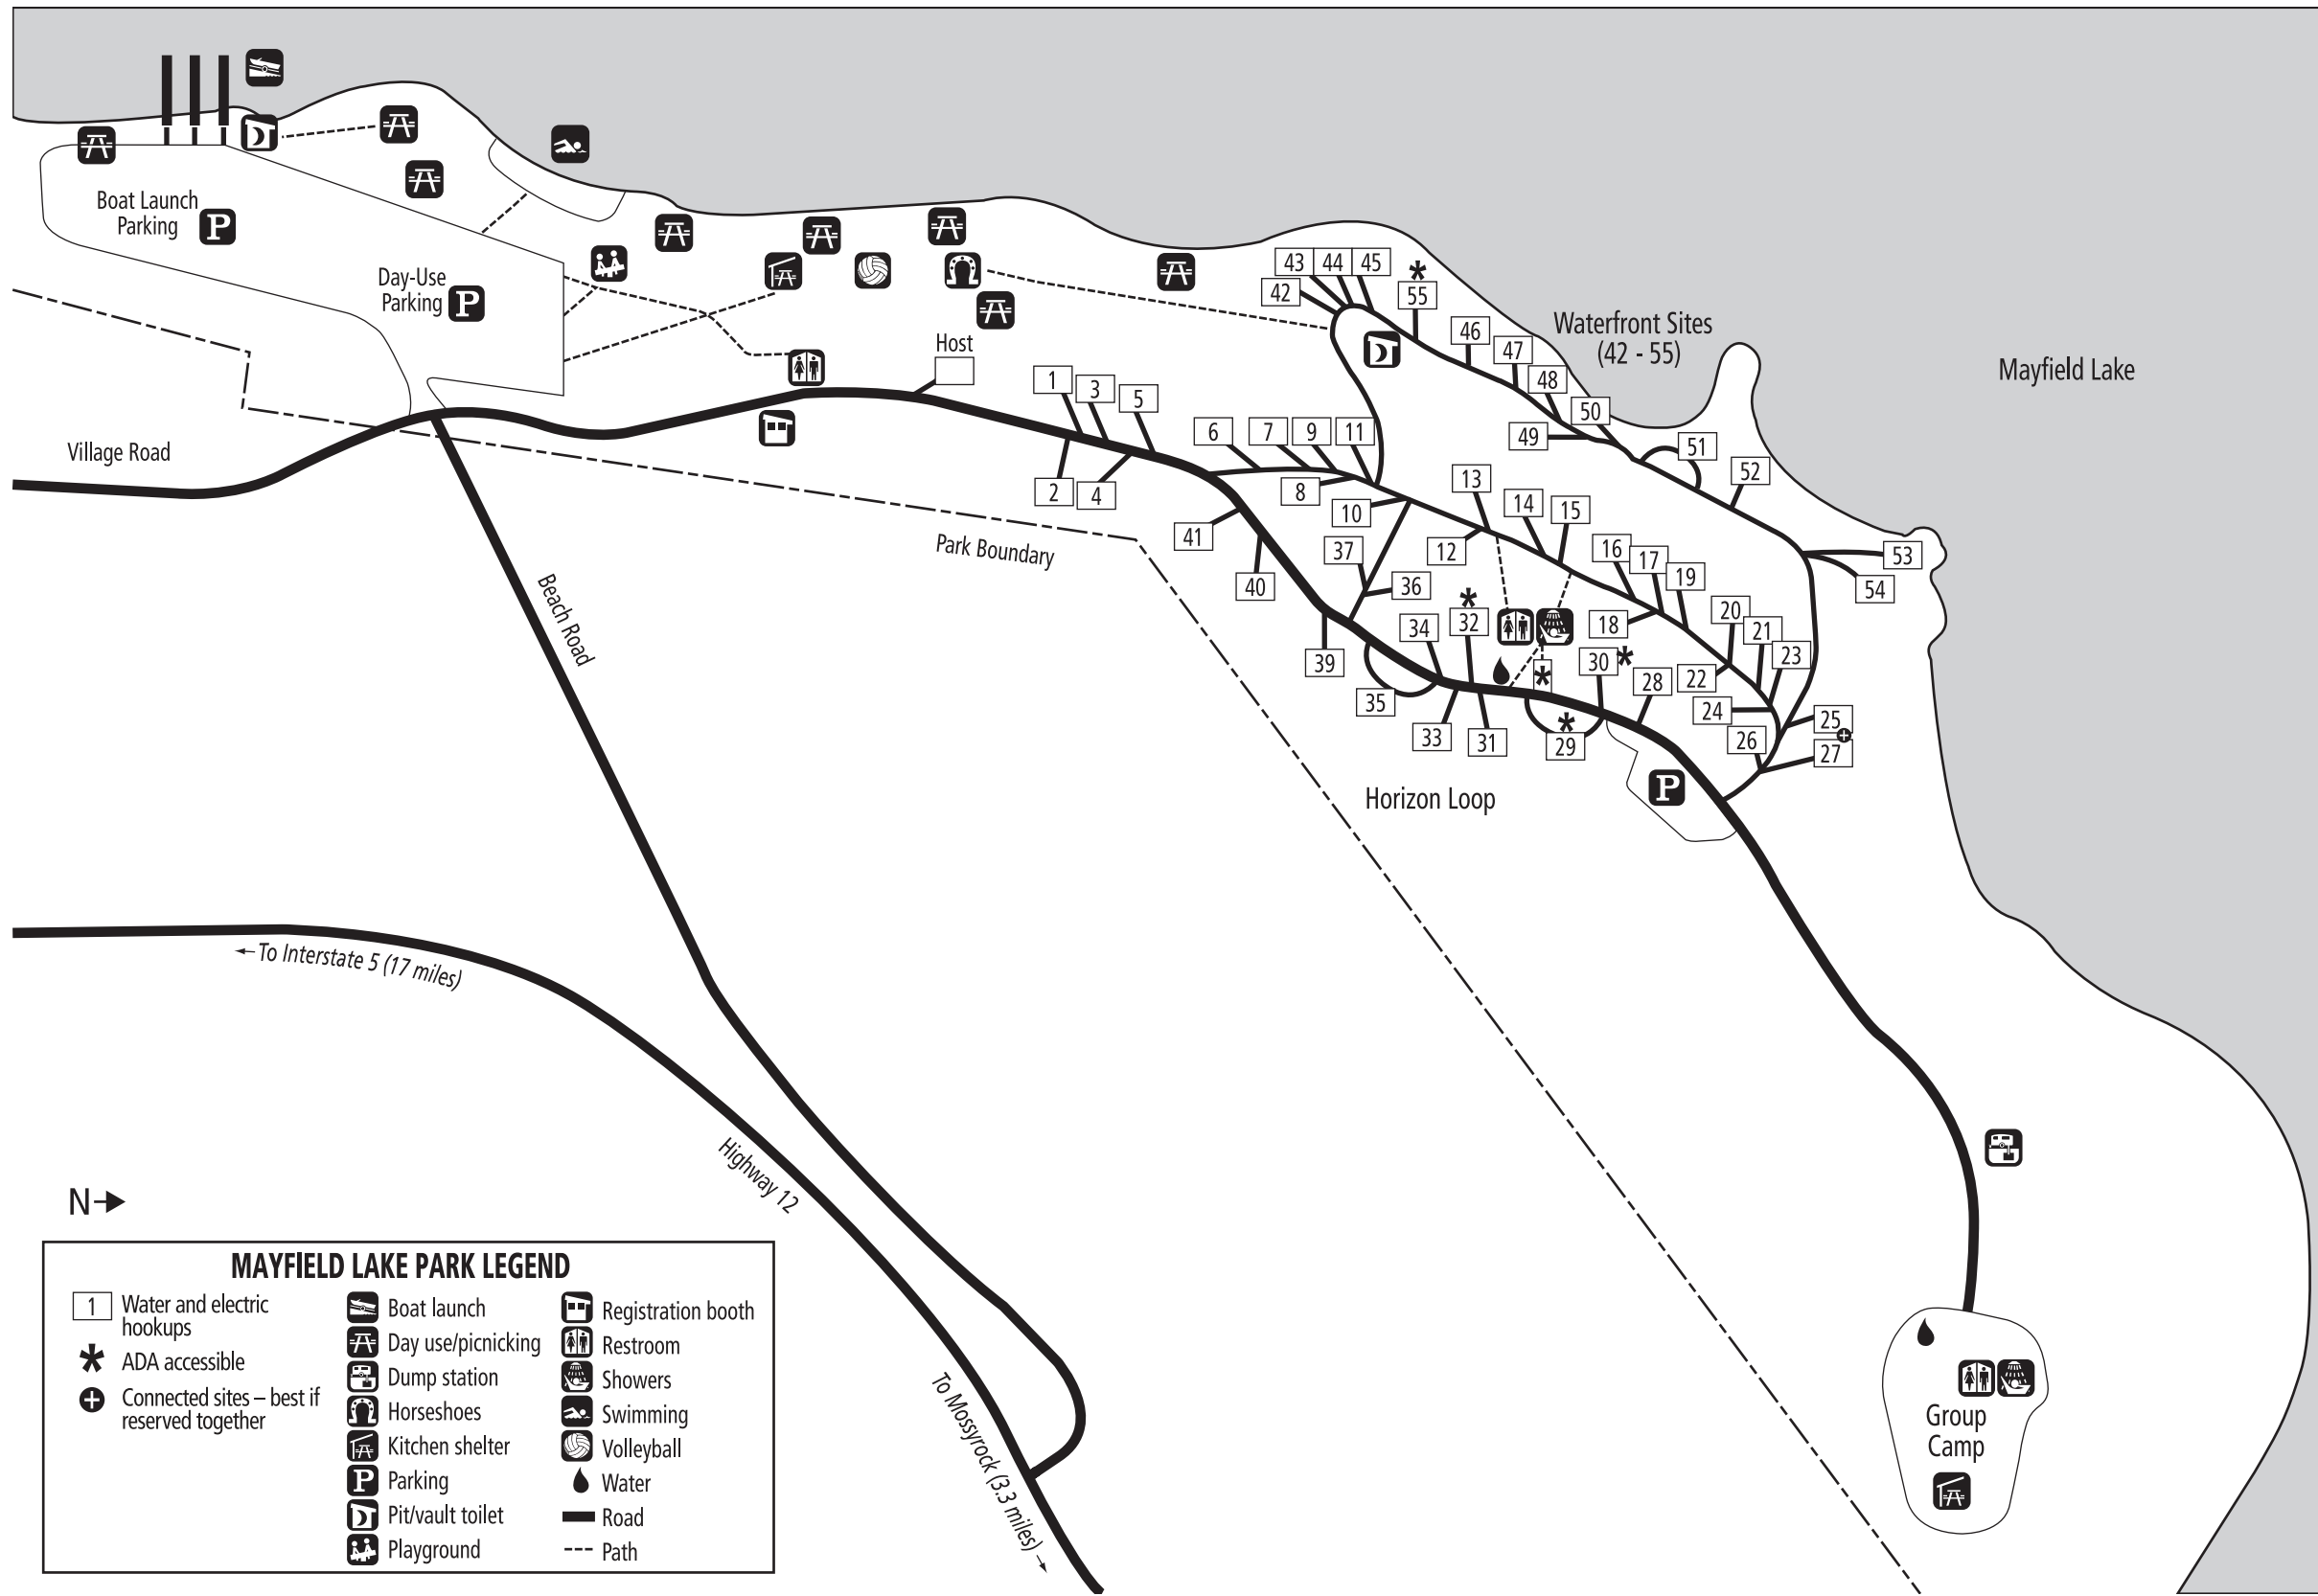 Boat Launch
Parking
P
Day-Use
Parking
P
Host
Village Road
Beach Road
Park Boundary
1
3
5
2
4
6
7
9
11
8
10
41
40
37
36
39
42
43
44
45
*
55
46
47
48
50
49
Waterfront Sites
(42 - 55)
Mayfield Lake
51
52
53
54
13
14
15
12
16
17
19
18
20
21
23
22
24
26
25
27
34
*
32
35
33
31
*
30*
28
*
29
P
Horizon Loop
← To Interstate 5 (17 miles)
Highway 12
To Mossyrock (3.3 miles) →
Group
Camp
N→
MAYFIELD LAKE PARK LEGEND
1 Water and electric
hookups
* ADA accessible
+ Connected sites – best if
reserved together
Boat launch
Day use/picnicking
Dump station
Horseshoes
Kitchen shelter
P Parking
Pit/vault toilet
Playground
Registration booth
Restroom
Showers
Swimming
Volleyball
Water
Road
Path